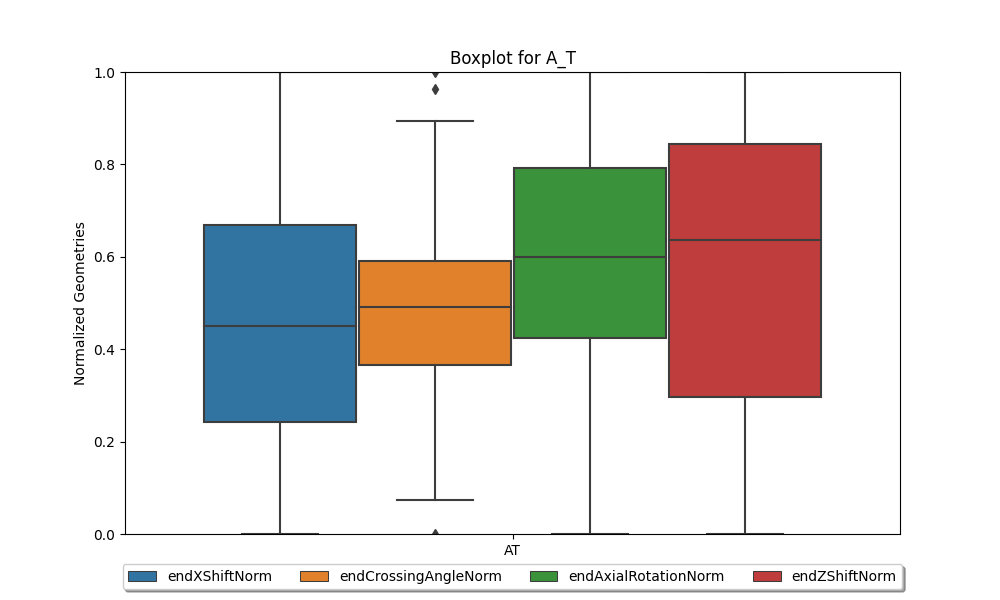 Boxplot for A_T
1.0
0.8
0.6
0.4
0.2
0.0
Normalized Geometries
AT
endXShiftNorm endCrossingAngleNorm endAxialRotationNorm endZShiftNorm